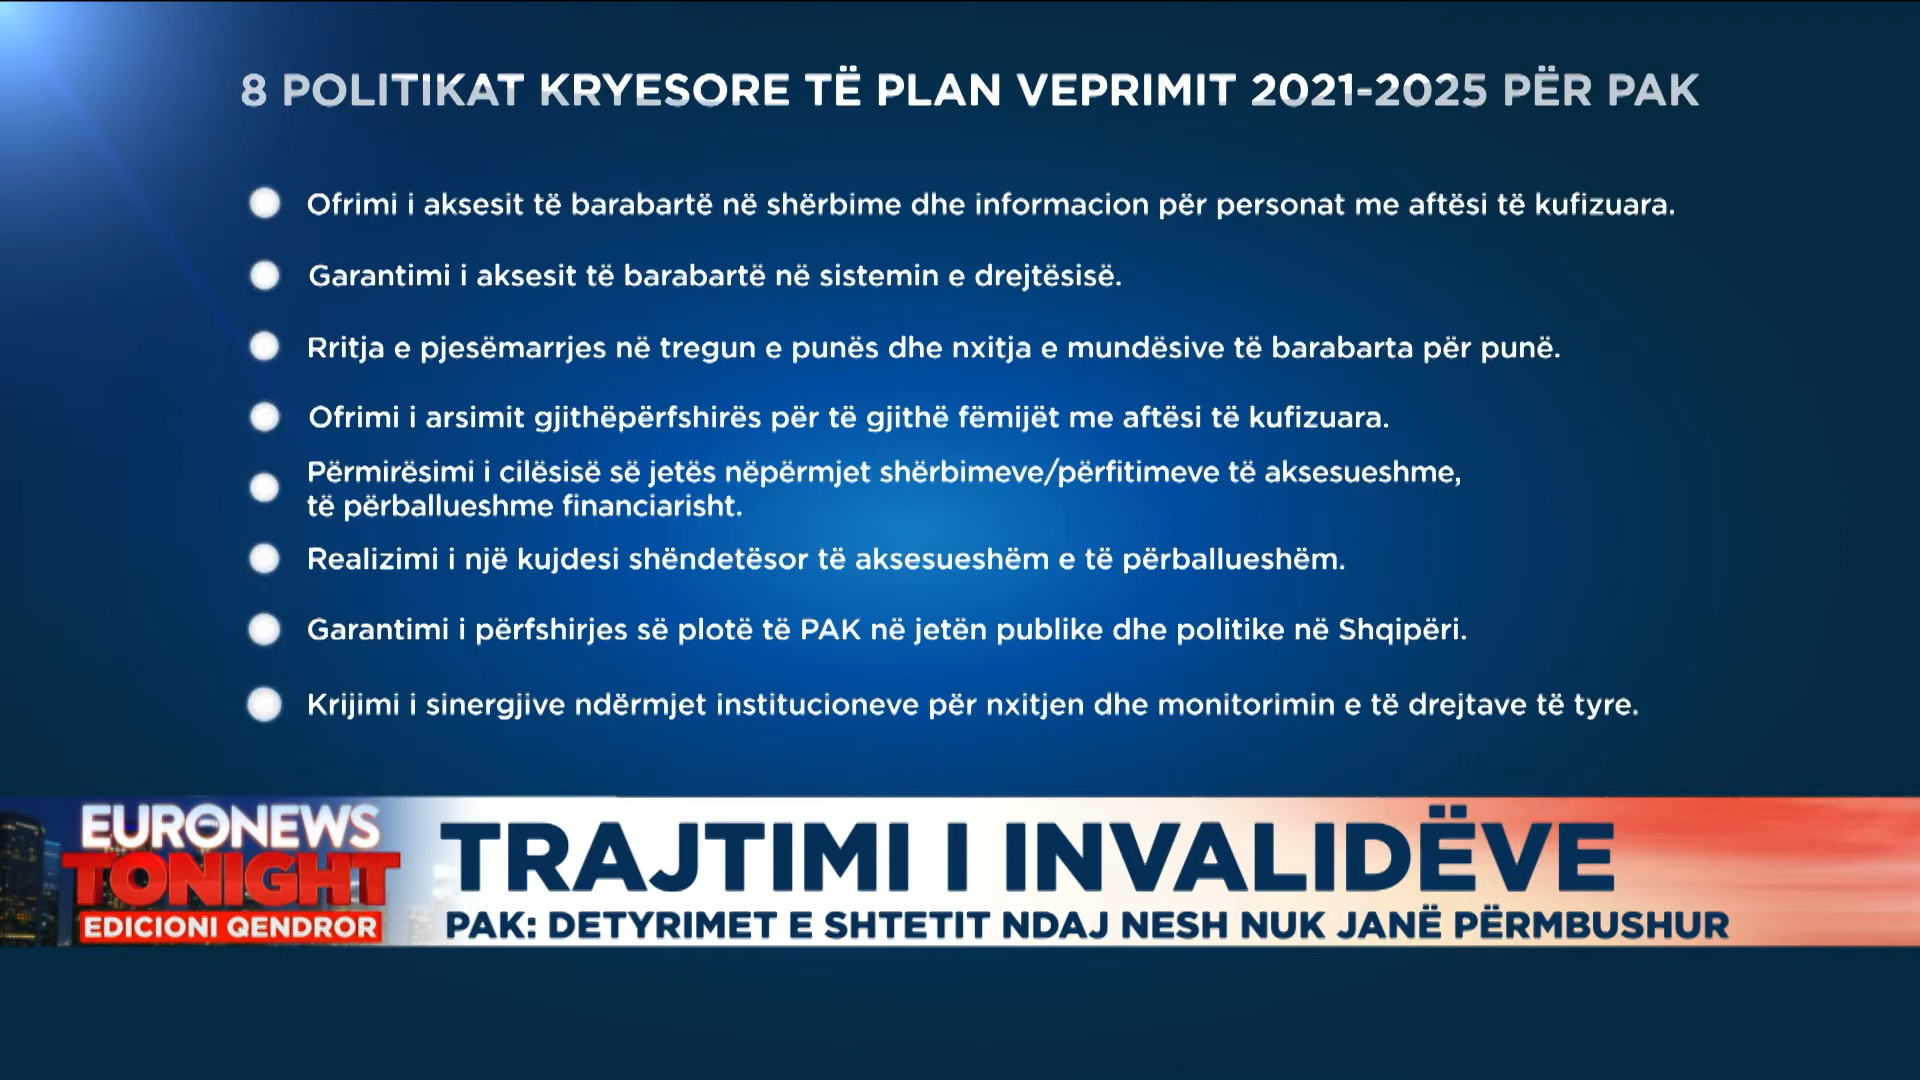 8 POLITIKAT KRYESORE TË PLAN VEPRIMIT 2021-2025 PËR PAK
Ofrimi i aksesit të barabartë në shërbime dhe informacion për personat me aftësi të kufizuara.
Garantimi i aksesit të barabartë në sistemin e drejtësisë.
Rritja e pjesëmarrjes në tregun e punës dhe nxitja e mundësive të barabarta për punë.
Ofrimi i arsimit gjithëpërfshirës për të gjithë fëmijët me aftësi të kufizuara.
Përmirësimi i cilësisë së jetës nëpërmjet shërbimeve/përfitimeve të aksesueshme,
të përballueshme financiarisht.
Realizimi i një kujdesi shëndetësor të aksesueshëm e të përballueshëm.
Garantimi i përfshirjes së plotë të PAK në jetën publike dhe politike në Shqipëri.
Krijimi i sinergjive ndërmjet institucioneve për nxitjen dhe monitorimin e të drejtave të tyre.
EURONEWS
TONIGHT
EDICIONI QENDROR
TRAJTIMI I INVALIDËVE
PAK: DETYRIMET E SHTETIT NDAJ NESH NUK JANË PËRMBUSHUR